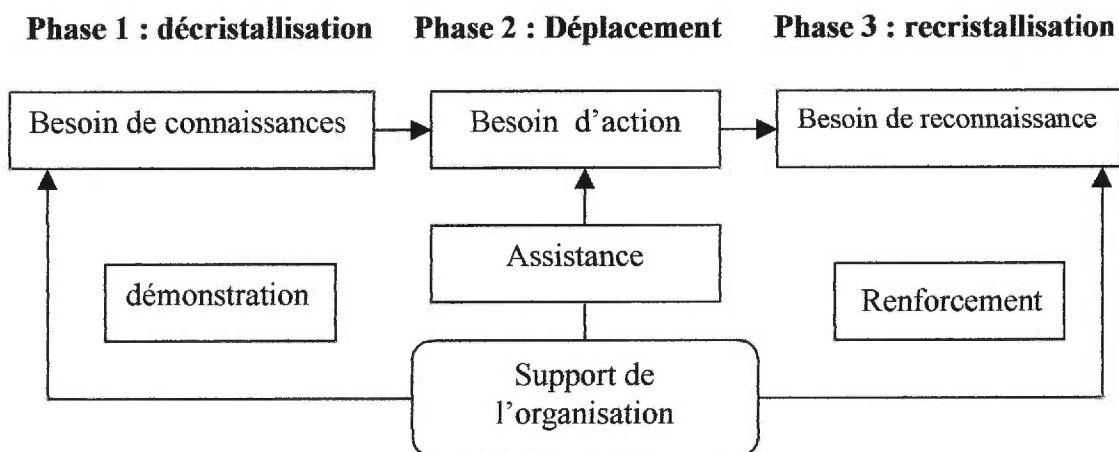 Phase 1 : décristallisation
Phase 2 : Déplacement
Phase 3 : recristallisation
Besoin de connaissances
Besoin d’action
Besoin de reconnaissance
Assistance
démonstration
Renforcement
Support de
l’organisation